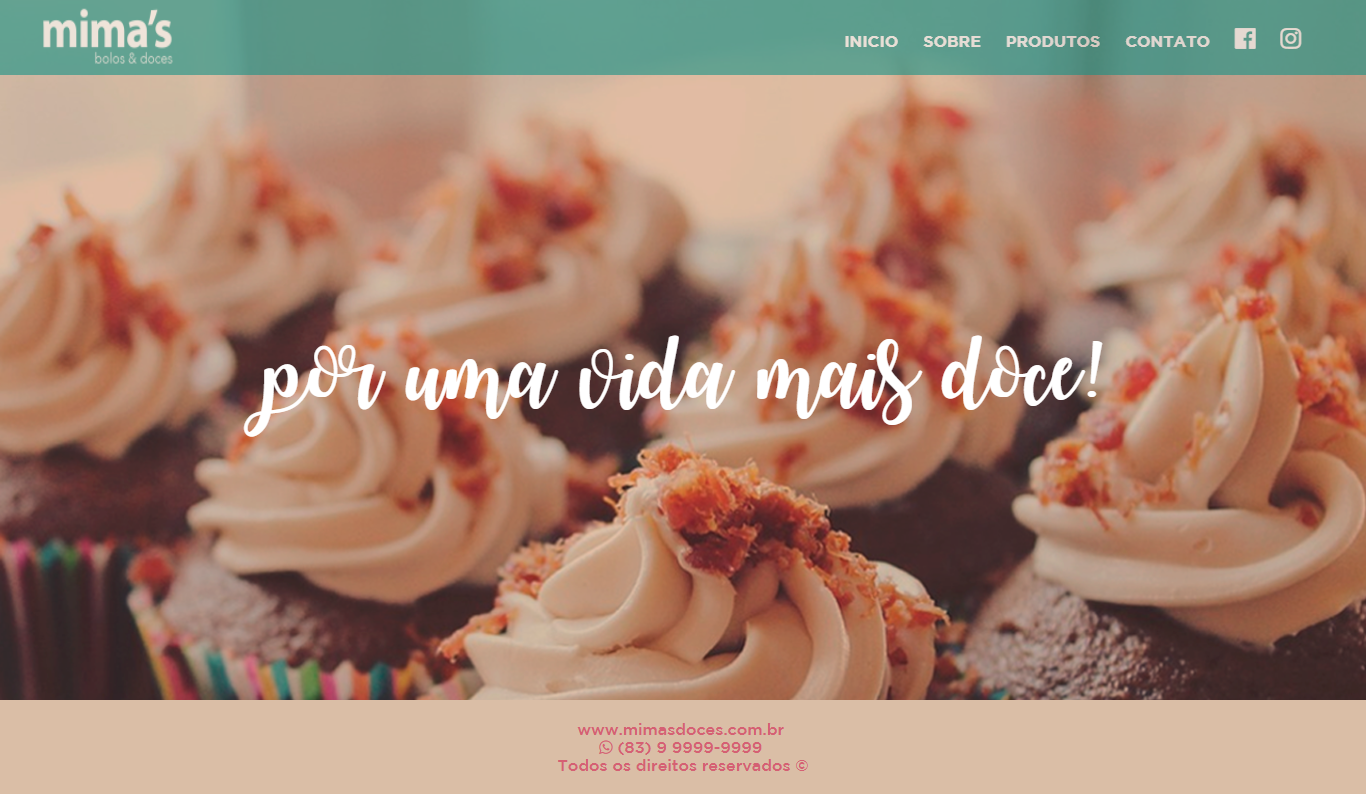 mima's
bolos & doces
INICIO SOBRE PRODUTOS CONTATO
por uma vida mais doce!
www.mimasdoces.com.br
(83) 9 9999-9999
Todos os direitos reservados ©